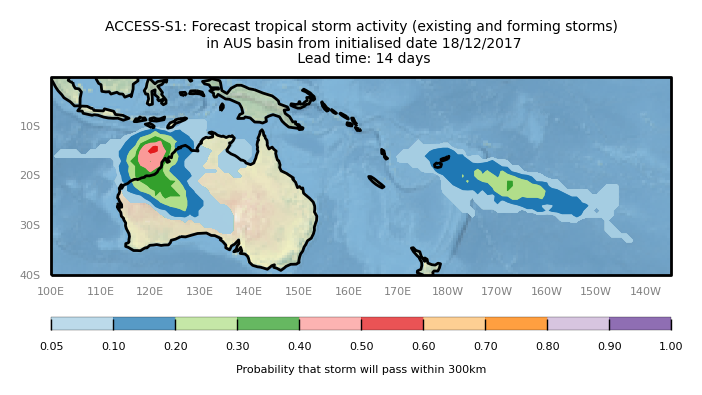 ACCESS-S1: Forecast tropical storm activity (existing and forming storms)
in AUS basin from initialised date 18/12/2017
Lead time: 14 days
10S
20S
30S
40S
100E 110E 120E 130E 140E 150E 160E 170E 180W 170W 160W 150W 140W
0.05 0.10 0.20 0.30 0.40 0.50 0.60 0.70 0.80 0.90 1.00
Probability that storm will pass within 300km